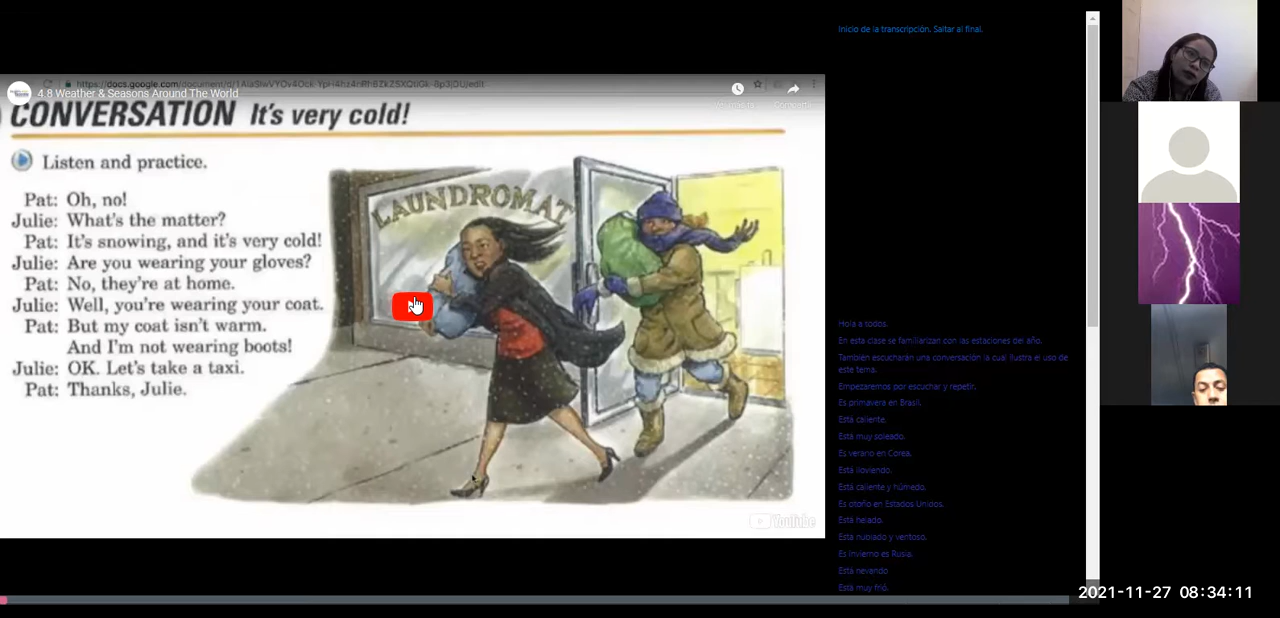 4.8 Weather & Seasons Around The World
CONVERSATION It's very cold!
Listen and practice.
Pat: Oh, no!
Julie: What's the matter?
Pat: It's snowing, and it's very cold!
Julie: Are you wearing your gloves?
Pat: No, they're at home.
Julie: Well, you're wearing your coat.
Pat: But my coat isn't warm.
And I'm not wearing boots!
Julie: OK. Let's take a taxi.
Pat: Thanks, Julie.
LAUNDROMAT
YouTube
Inicio de la transcripción. Saltar al final.
Hola a todos.
En esta clase se familiarizan con las estaciones del año.
También escucharán una conversación la cual ilustra el uso de
este tema.
Empezaremos por escuchar y repetir.
Es primavera en Brasil.
Está caliente.
Está muy soleado.
Es verano en Corea.
Está lloviendo.
Está caliente y húmedo.
Es otoño en Estados Unidos.
Está helado.
Está nublado y ventoso.
Es invierno es Rusia.
Está nevando
Está muy frío.
2021-11-27 08:34:11